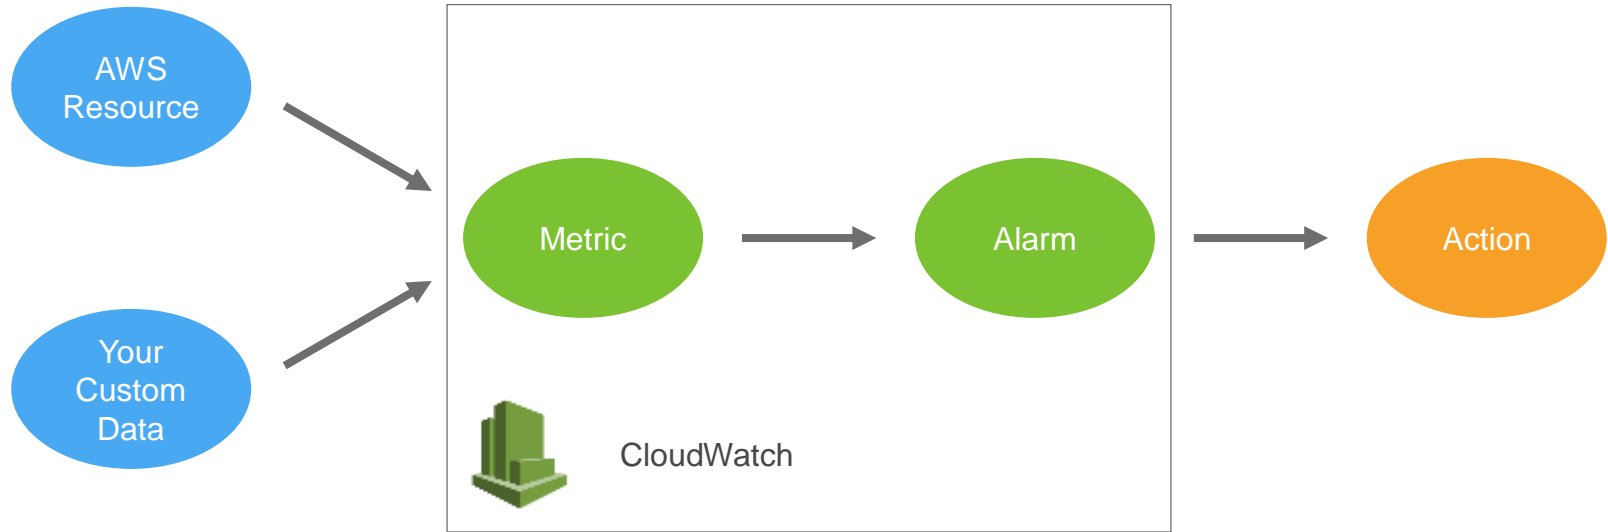 AWS
Resource
Your
Custom
Data
Metric
Alarm
Action
CloudWatch